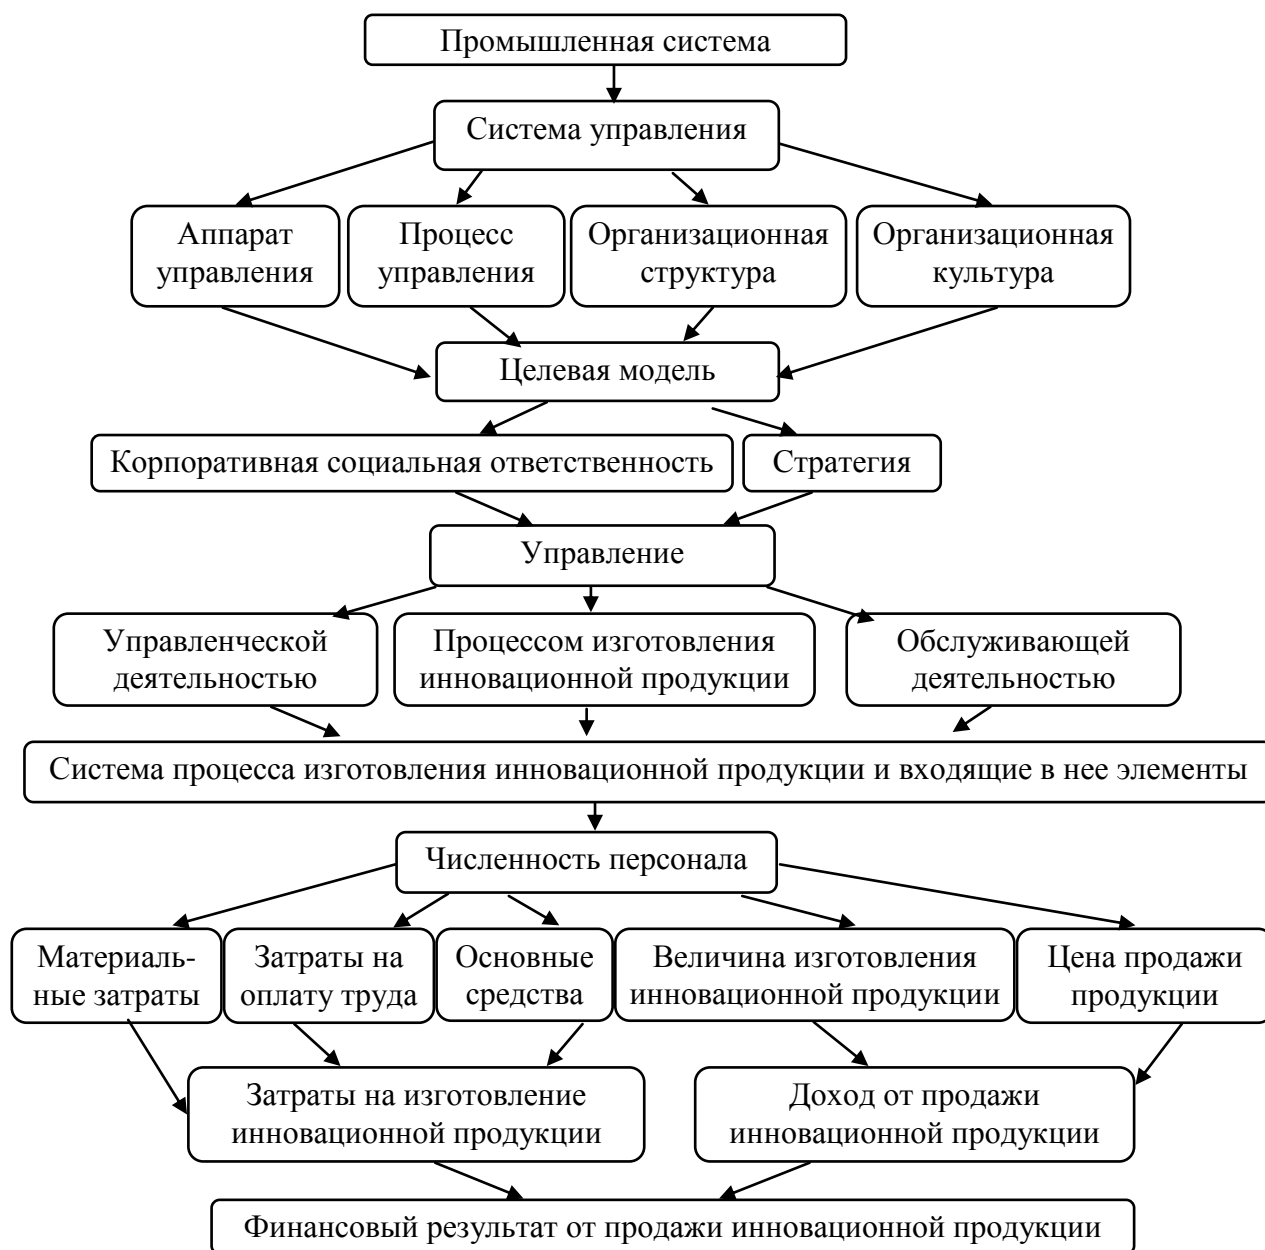 Промышленная система
Система управления
Аппарат
управления
Процесс
управления
Организационная
структура
Организационная
культура
Целевая модель
Корпоративная социальная ответственность
Стратегия
Управление
Управленческой
деятельностью
Процессом изготовления
инновационной продукции
Обслуживающей
деятельностью
Система процесса изготовления инновационной продукции и входящие в нее элементы
Численность персонала
Материаль-
ные затраты
Затраты на
оплату труда
Основные
средства
Величина изготовления
инновационной продукции
Цена продажи
продукции
Затраты на изготовление
инновационной продукции
Доход от продажи
инновационной продукции
Финансовый результат от продажи инновационной продукции